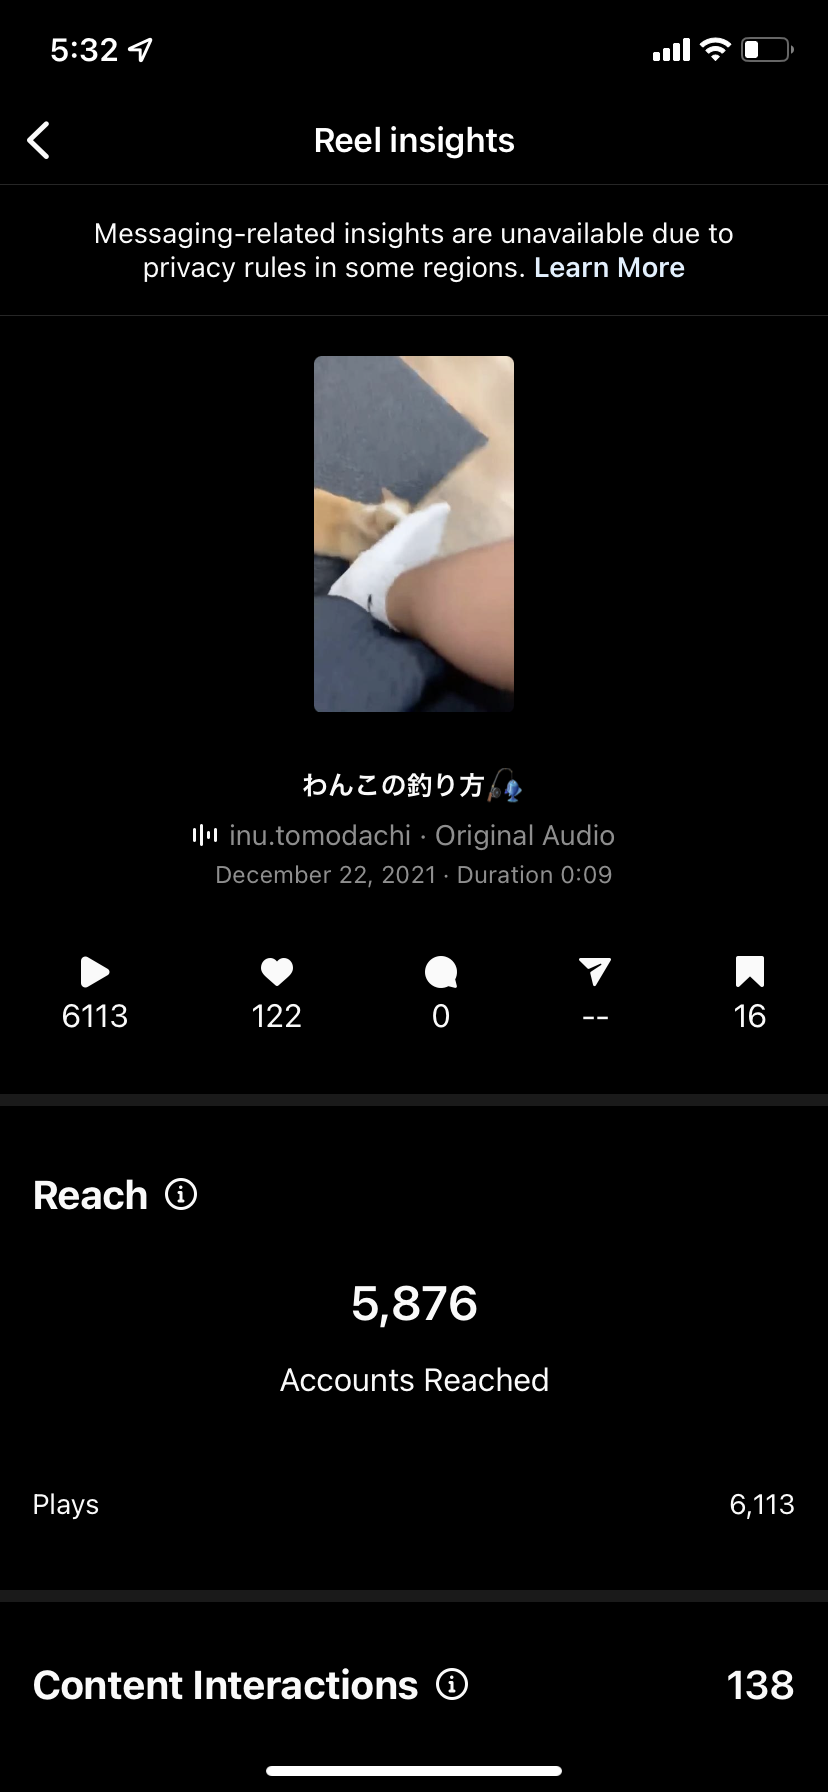 5:32
Reel insights
Messaging-related insights are unavailable due to
privacy rules in some regions. Learn More
わんこの釣り方🎣
inu.tomodachi · Original Audio
December 22, 2021 · Duration 0:09
6113 122 0 -- 16
Reach
5,876
Accounts Reached
Plays 6,113
Content Interactions 138